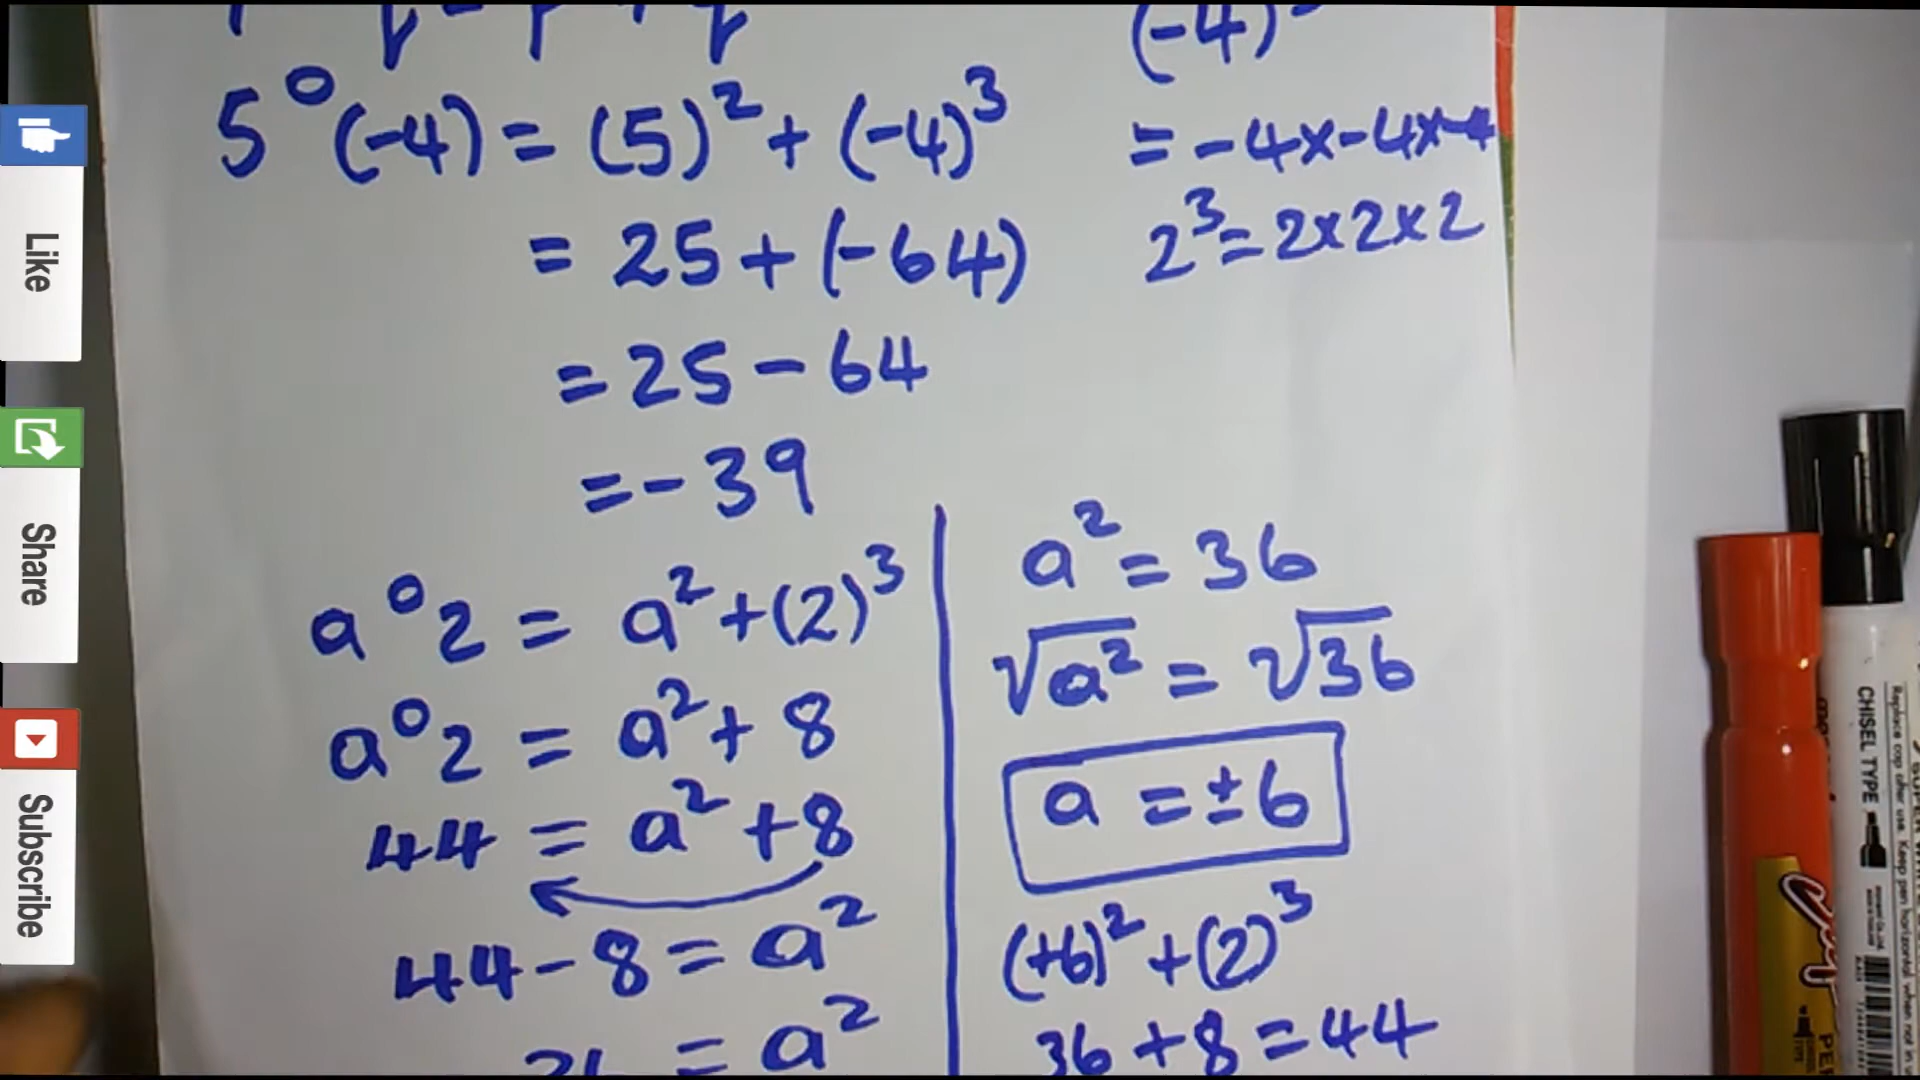 (-4)
5°(-4) = (5)² + (-4)³
= 25 + (-64)
= 25 - 64
= -39
= -4x-4x-4
2³ = 2x2x2
a°2 = a² + (2)³
a°2 = a² + 8
44 = a² + 8
44 - 8 = a²
= a²
a² = 36
√a² = √36
a = ±6
(+6)² + (2)³
36 + 8 = 44
Like
Share
Subscribe
CHISEL TYPE